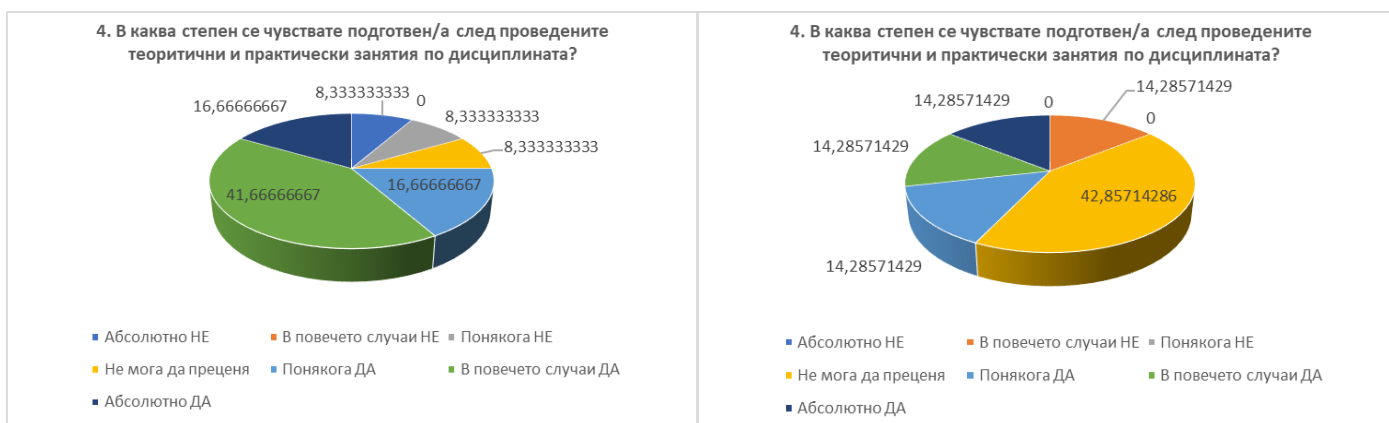 4. В каква степен се чувствате подготвен/а след проведените
теоритични и практически занятия по дисциплината?
8,333333333
0
16,66666667
8,333333333
8,333333333
16,66666667
41,66666667
Абсолютно НЕ
В повечето случаи НЕ
Понякога НЕ
Не мога да преценя
Понякога ДА
В повечето случаи ДА
Абсолютно ДА
4. В каква степен се чувствате подготвен/а след проведените
теоритични и практически занятия по дисциплината?
14,28571429
0
14,28571429
0
14,28571429
42,85714286
14,28571429
Абсолютно НЕ
В повечето случаи НЕ
Понякога НЕ
Не мога да преценя
Понякога ДА
В повечето случаи ДА
Абсолютно ДА